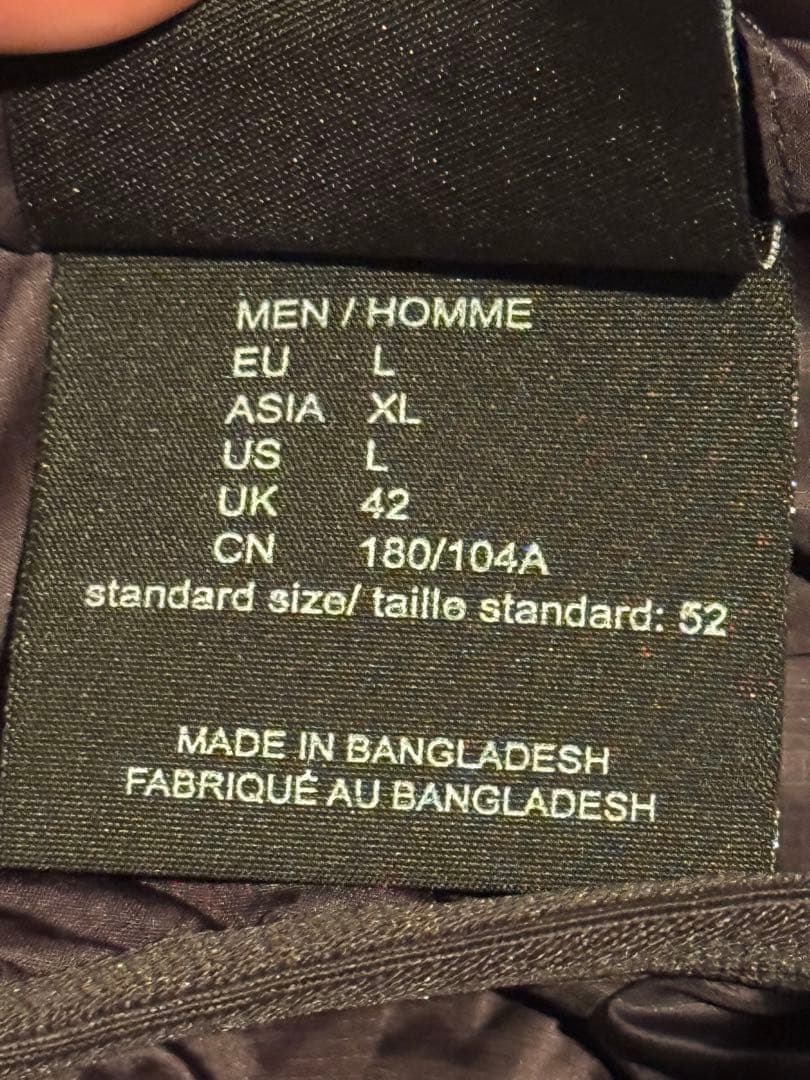 MEN / HOMME
EU L
ASIA XL
US L
UK 42
CN 180/104A
standard size/ taille standard: 52
MADE IN BANGLADESH
FABRIQUÉ AU BANGLADESH